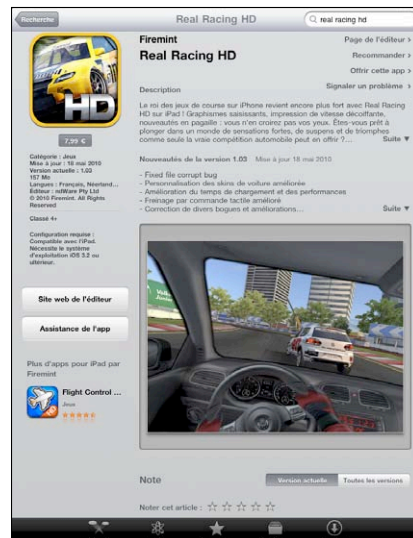 Recherche
Real Racing HD
real racing hd
Firemint
Real Racing HD
Page de l'éditeur >
Recommander >
Offrir cette app >
Signaler un problème >
HD
7,99 €
Catégorie : Jeux
Mise à jour : 18 mai 2010
Version actuelle : 1.03
157 Mo
Langues : Français, Néerland...
Éditeur : ndWare Pty Ltd
© 2010 Firemint. All Rights
Reserved
Classé 4+
Configuration requise :
Compatible avec l'iPad.
Nécessite le système
d'exploitation iOS 3.2 ou
ultérieur.
Site web de l'éditeur
Assistance de l'app
Plus d'apps pour iPad par
Firemint
Flight Control ...
Jeux
Description
Le roi des jeux de course sur iPhone revient encore plus fort avec Real Racing
HD sur iPad ! Graphismes saisissants, impression de vitesse décoiffante,
nouveautés en pagaille : vous n'en croirez pas vos yeux. Êtes-vous prêt à
plonger dans un monde de sensations fortes, de suspens et de triomphes
comme seule la vraie compétition automobile peut en offrir ?...
Suite ▼
Nouveautés de la version 1.03 Mise à jour 18 mai 2010
- Fixed file corrupt bug
- Personnalisation des skins de voiture améliorée
- Amélioration du temps de chargement et des performances
- Freinage par commande tactile amélioré
- Correction de divers bogues et améliorations...
Suite ▼
Note
Version actuelle
Toutes les versions
Noter cet article :